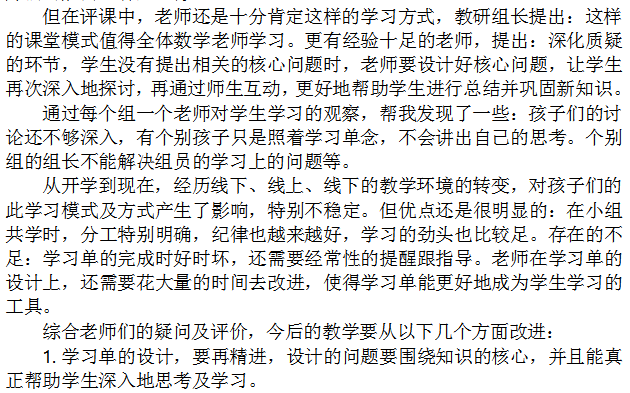 但在评课中，老师还是十分肯定这样的学习方式，教研组长提出：这样
的课堂模式值得全体数学老师学习。更有经验十足的老师，提出：深化质疑
的环节，学生没有提出相关的核心问题时，老师要设计好核心问题，让学生
再次深入地探讨，再通过师生互动，更好地帮助学生进行总结并巩固新知识。
通过每个组一个老师对学生学习的观察，帮我发现了一些：孩子们的讨
论还不够深入，有个别孩子只是照着学习单念，不会讲出自己的思考。个别
组的组长不能解决组员的学习上的问题等。
从开学到现在，经历线下、线上、线下的教学环境的转变，对孩子们的
此学习模式及方式产生了影响，特别不稳定。但优点还是很明显的：在小组
共学时，分工特别明确，纪律也越来越好，学习的劲头也比较足。存在的不
足：学习单的完成时好时坏，还需要经常性的提醒跟指导。老师在学习单的
设计上，还需要花大量的时间去改进，使得学习单能更好地成为学生学习的
工具。
综合老师们的疑问及评价，今后的教学要从以下几个方面改进：
1. 学习单的设计，要再精进，设计的问题要围绕知识的核心，并且能真
正帮助学生深入地思考及学习。